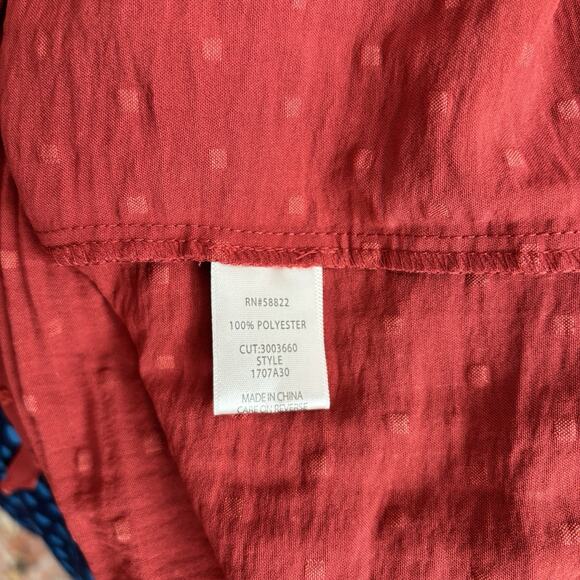 RN#58822
100% POLYESTER
CUT:3003660
STYLE
1707A30
MADE IN CHINA
CARE ON REVERSE